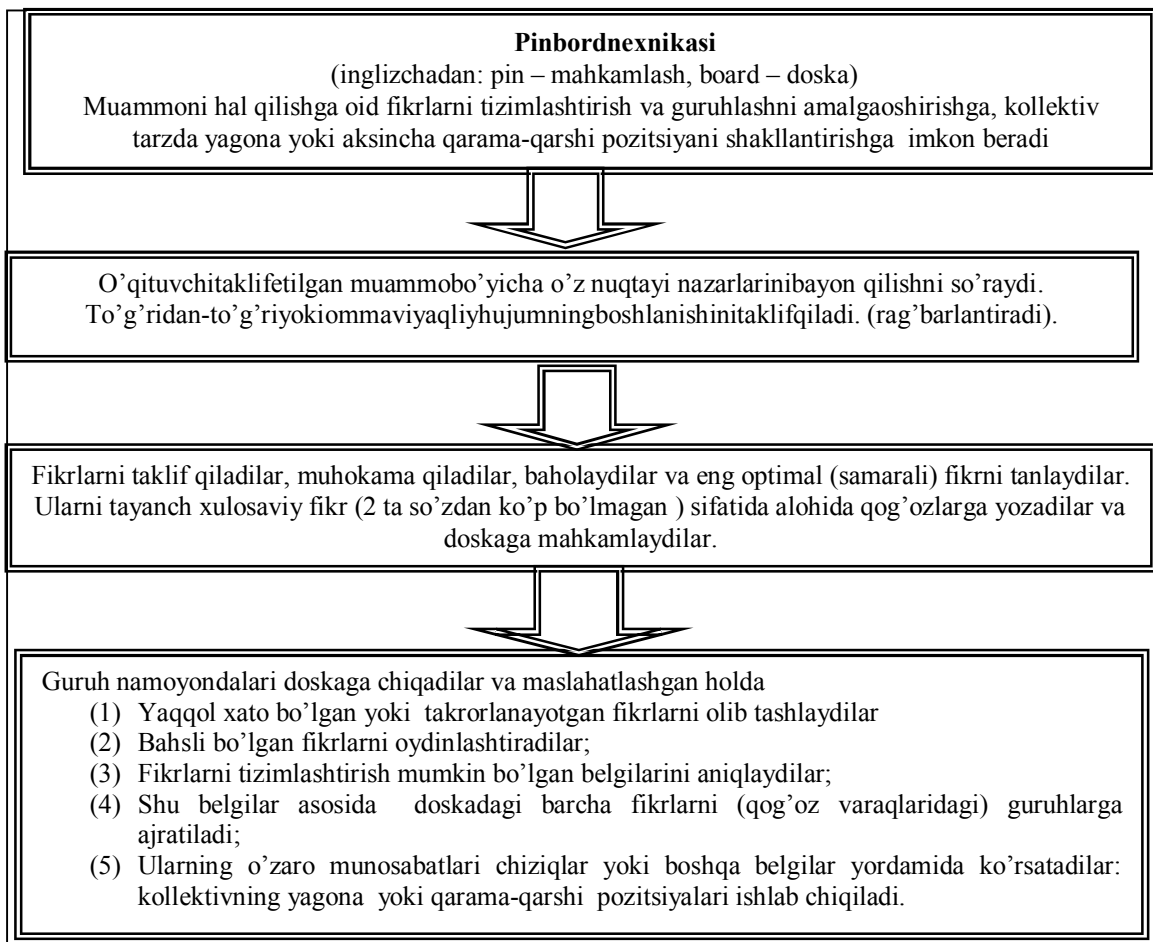 Pinbordnexnikasi
(inglizchadan: pin – mahkamlash, board – doska)
Muammoni hal qilishga oid fikrlarni tizimlashtirish va guruhlashni amalgaoshirishga, kollektiv
tarzda yagona yoki aksincha qarama-qarshi pozitsiyani shakllantirishga imkon beradi
O’qituvchitaklifetilgan muammobo’yicha o’z nuqtayi nazarlarinibayon qilishni so’raydi.
To’g’ridan-to’g’riyokiommaviyaqliyhujumningboshlanishinitaklifqiladi. (rag’barlantiradi).
Fikrlarni taklif qiladilar, muhokama qiladilar, baholaydilar va eng optimal (samarali) fikrni tanlaydilar.
Ularni tayanch xulosaviy fikr (2 ta so’zdan ko’p bo’lmagan ) sifatida alohida qog’ozlarga yozadilar va
doskaga mahkamlaydilar.
Guruh namoyondalari doskaga chiqadilar va maslahatlashgan holda
(1) Yaqqol xato bo’lgan yoki takrorlanayotgan fikrlarni olib tashlaydilar
(2) Bahsli bo’lgan fikrlarni oydinlashtiradilar;
(3) Fikrlarni tizimlashtirish mumkin bo’lgan belgilarini aniqlaydilar;
(4) Shu belgilar asosida doskadagi barcha fikrlarni (qog’oz varaqlaridagi) guruhlarga
ajratiladi;
(5) Ularning o’zaro munosabatlari chiziqlar yoki boshqa belgilar yordamida ko’rsatadilar:
kollektivning yagona yoki qarama-qarshi pozitsiyalari ishlab chiqiladi.